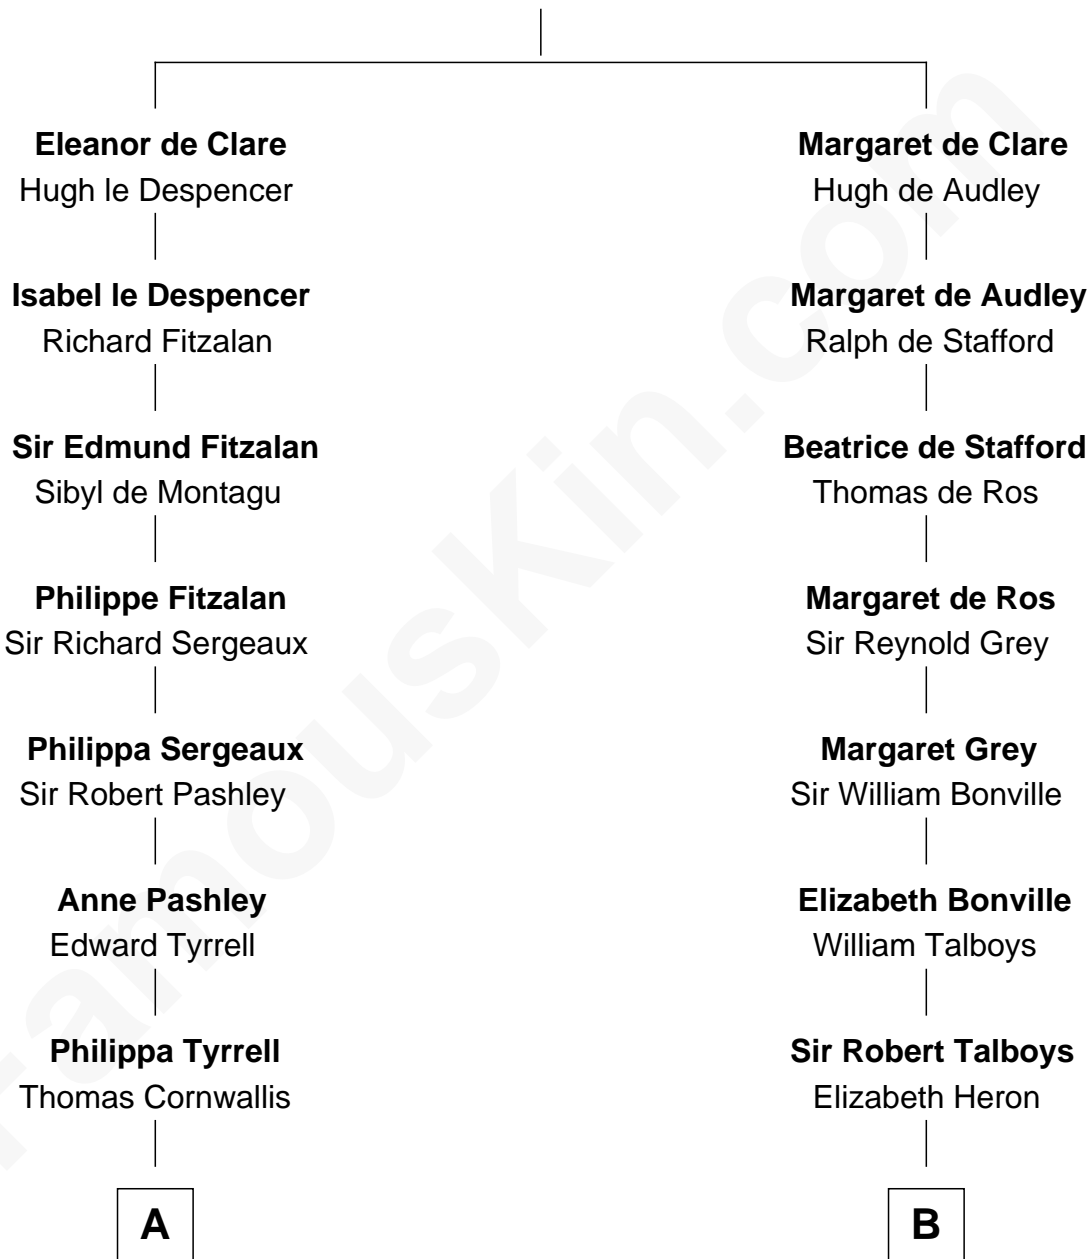 Eleanor de Clare
Hugh le Despencer
Isabel le Despencer
Richard Fitzalan
Sir Edmund Fitzalan
Sibyl de Montagu
Philippe Fitzalan
Sir Richard Sergeaux
Philippa Sergeaux
Sir Robert Pashley
Anne Pashley
Edward Tyrrell
Philippa Tyrrell
Thomas Cornwallis
A
Margaret de Clare
Hugh de Audley
Margaret de Audley
Ralph de Stafford
Beatrice de Stafford
Thomas de Ros
Margaret de Ros
Sir Reynold Grey
Margaret Grey
Sir William Bonville
Elizabeth Bonville
William Talboys
Sir Robert Talboys
Elizabeth Heron
B
FamousKin.com